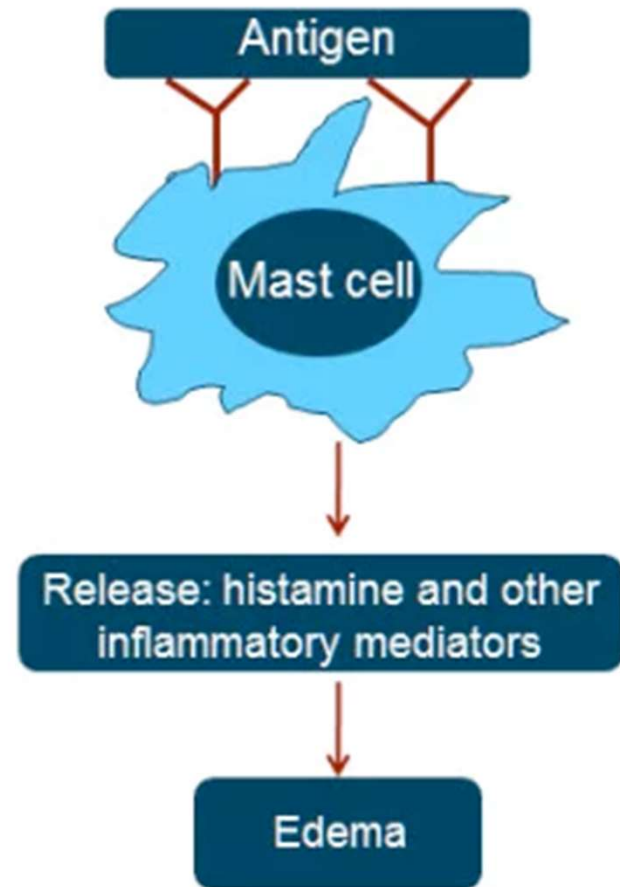 Antigen
Mast cell
Release: histamine and other
inflammatory mediators
Edema